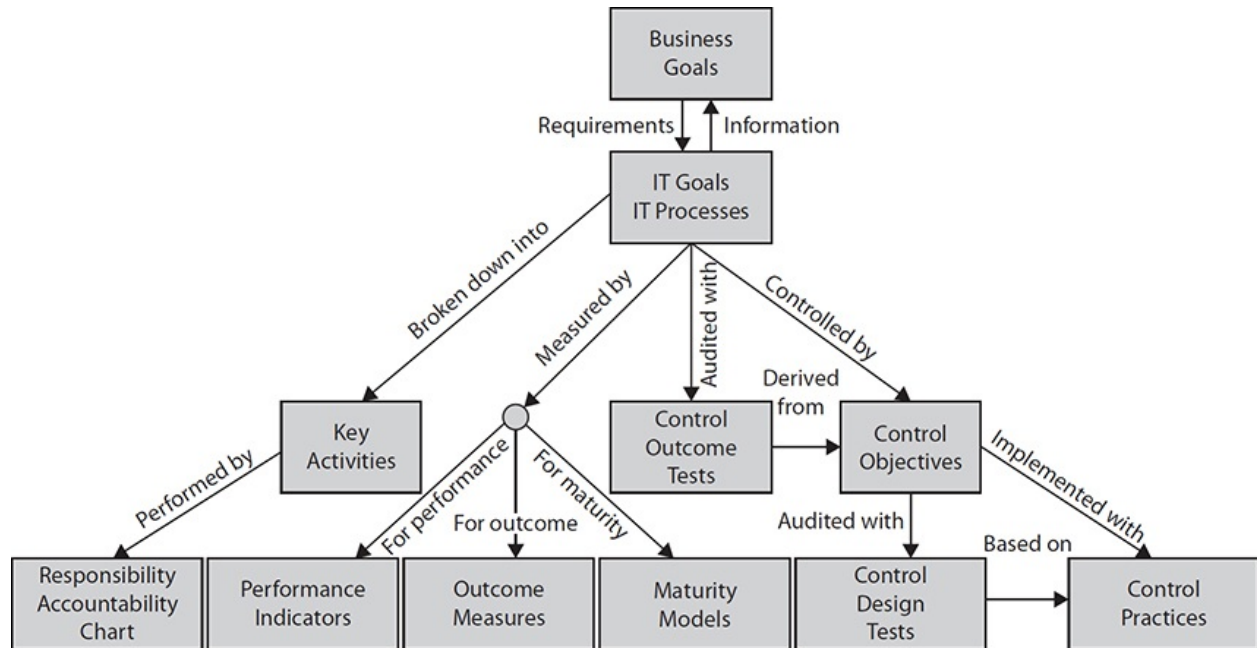 Business
Goals
Requirements
Information
IT Goals
IT Processes
Broken down into
Measured by
Audited with
Controlled by
Key
Activities
Control
Outcome
Tests
Derived
from
Control
Objectives
Performed by
For performance
For outcome
For maturity
Audited with
Implemented with
Based on
Responsibility
Accountability
Chart
Performance
Indicators
Outcome
Measures
Maturity
Models
Control
Design
Tests
Control
Practices